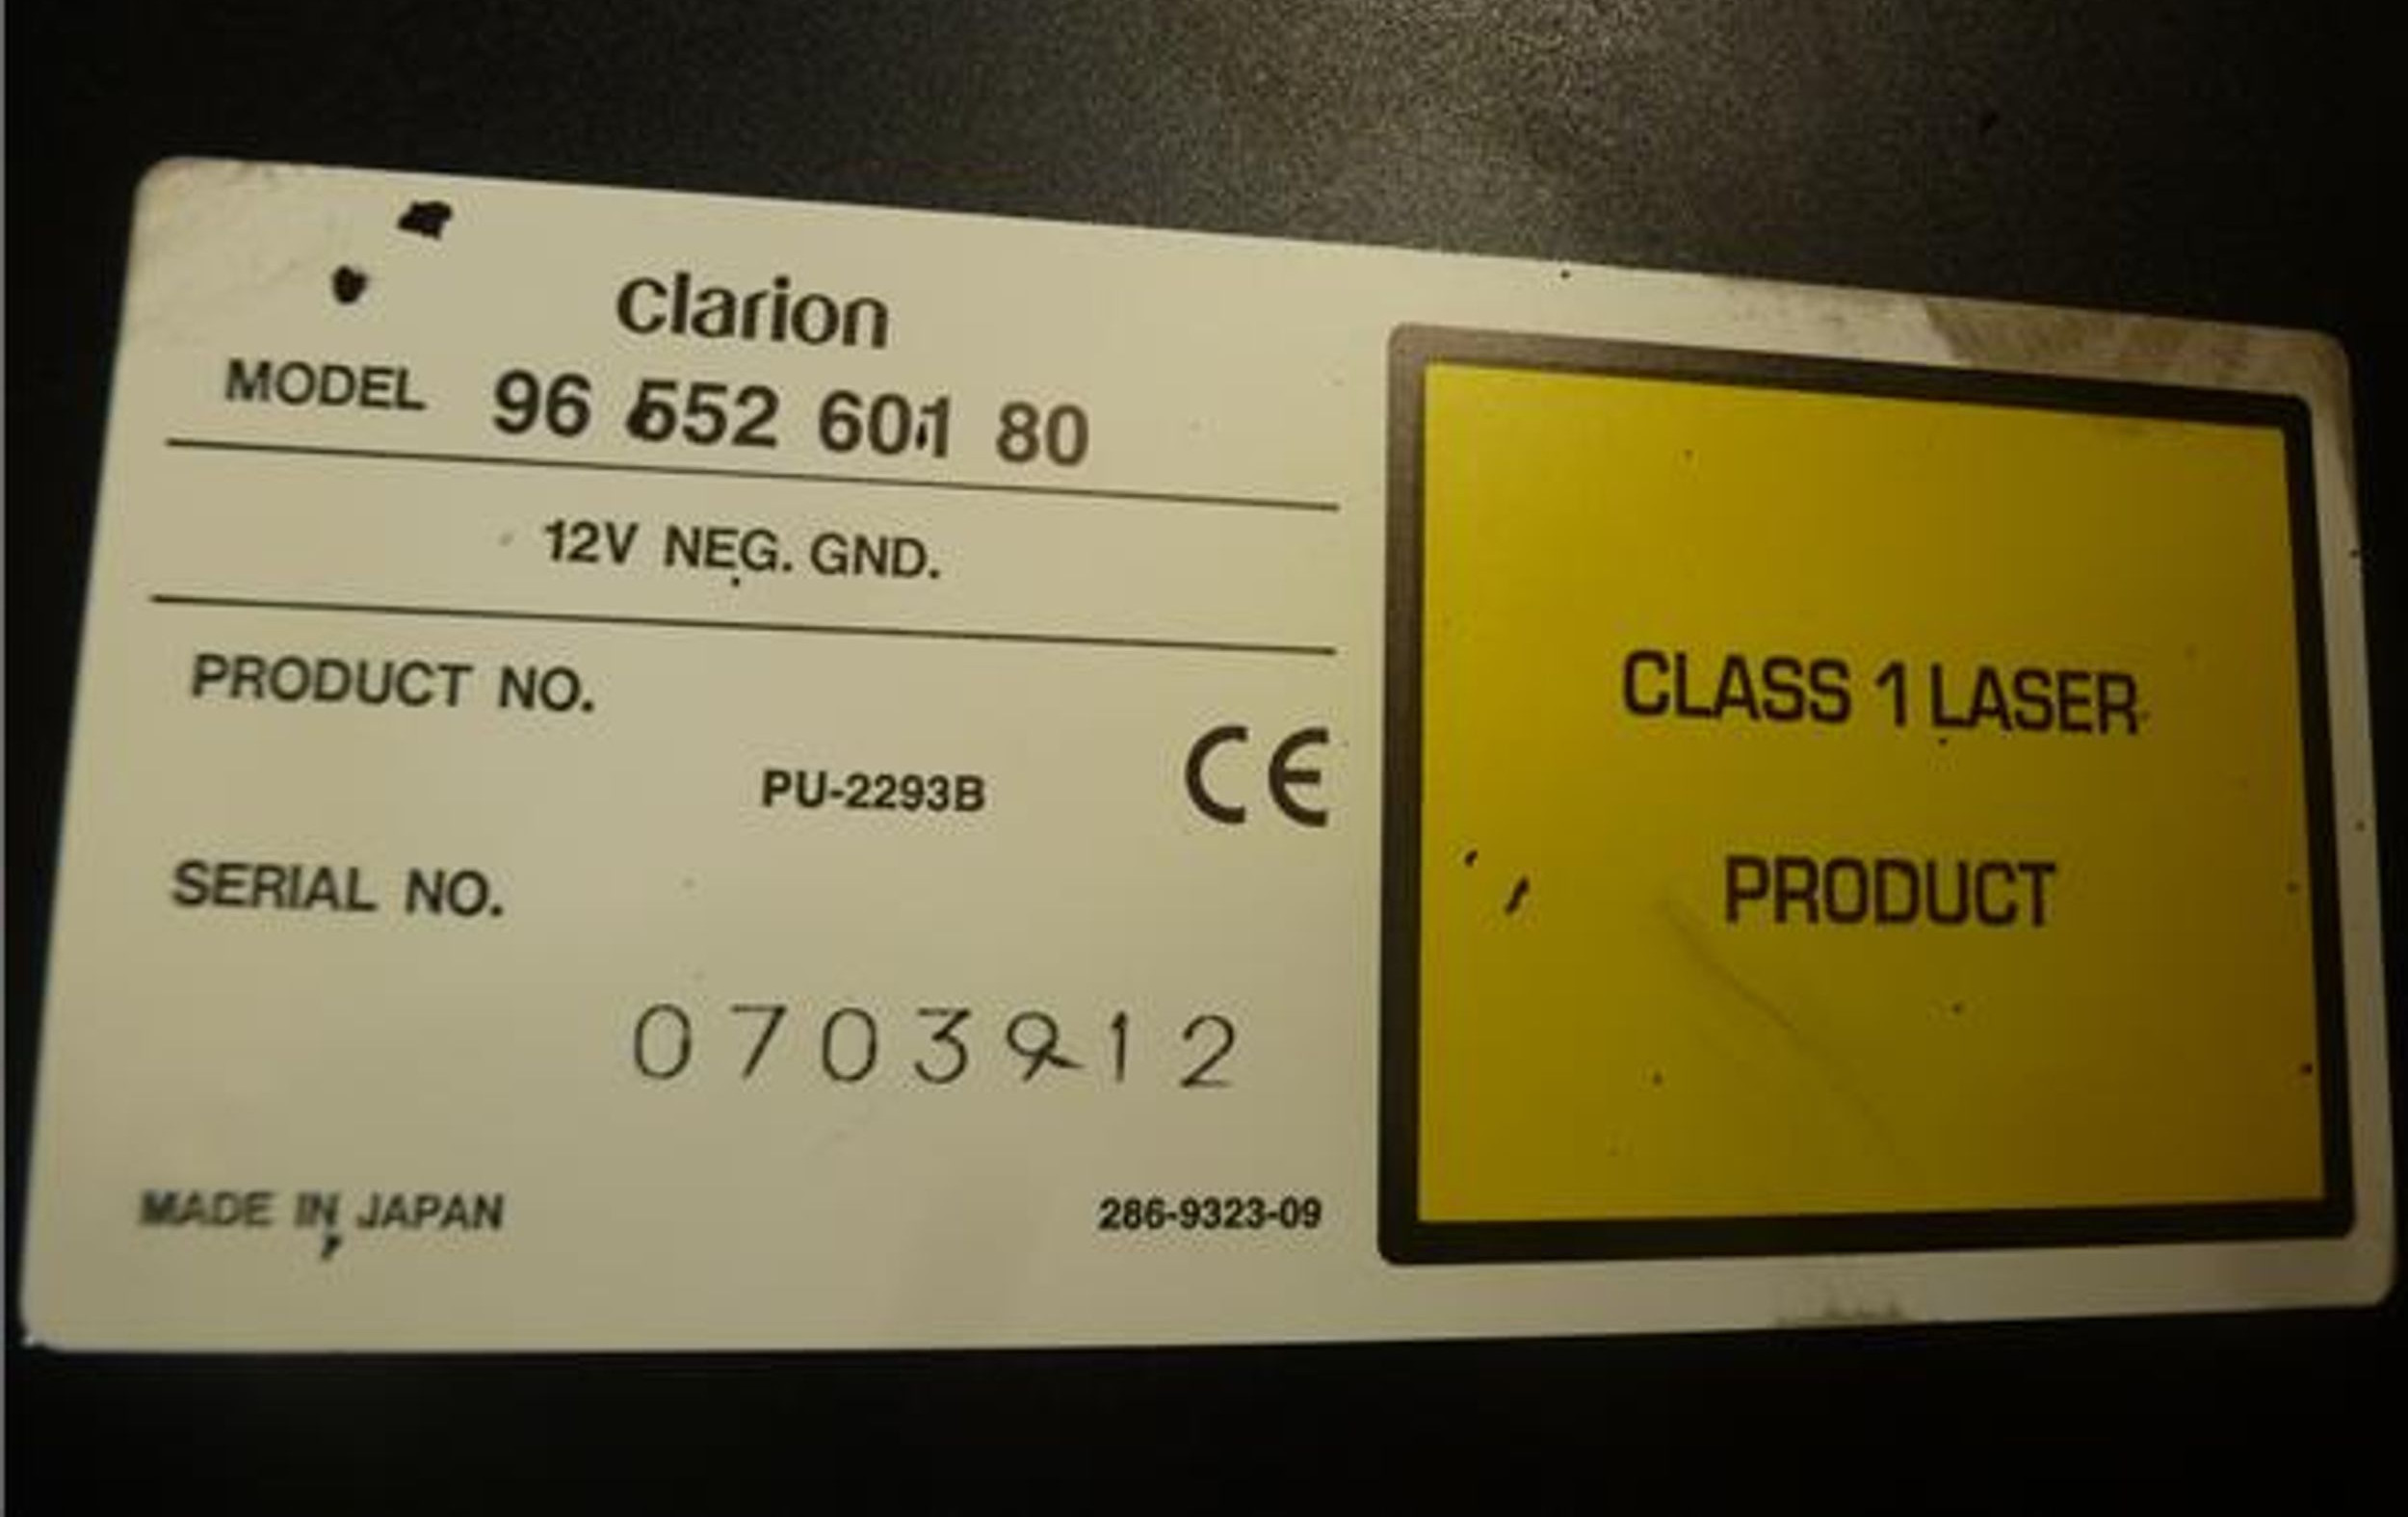 clarion
MODEL 96 552 601 80
12V NEG. GND.
PRODUCT NO.
PU-2293B
CE
SERIAL NO.
0703912
MADE IN JAPAN
286-9323-09
CLASS 1 LASER
PRODUCT